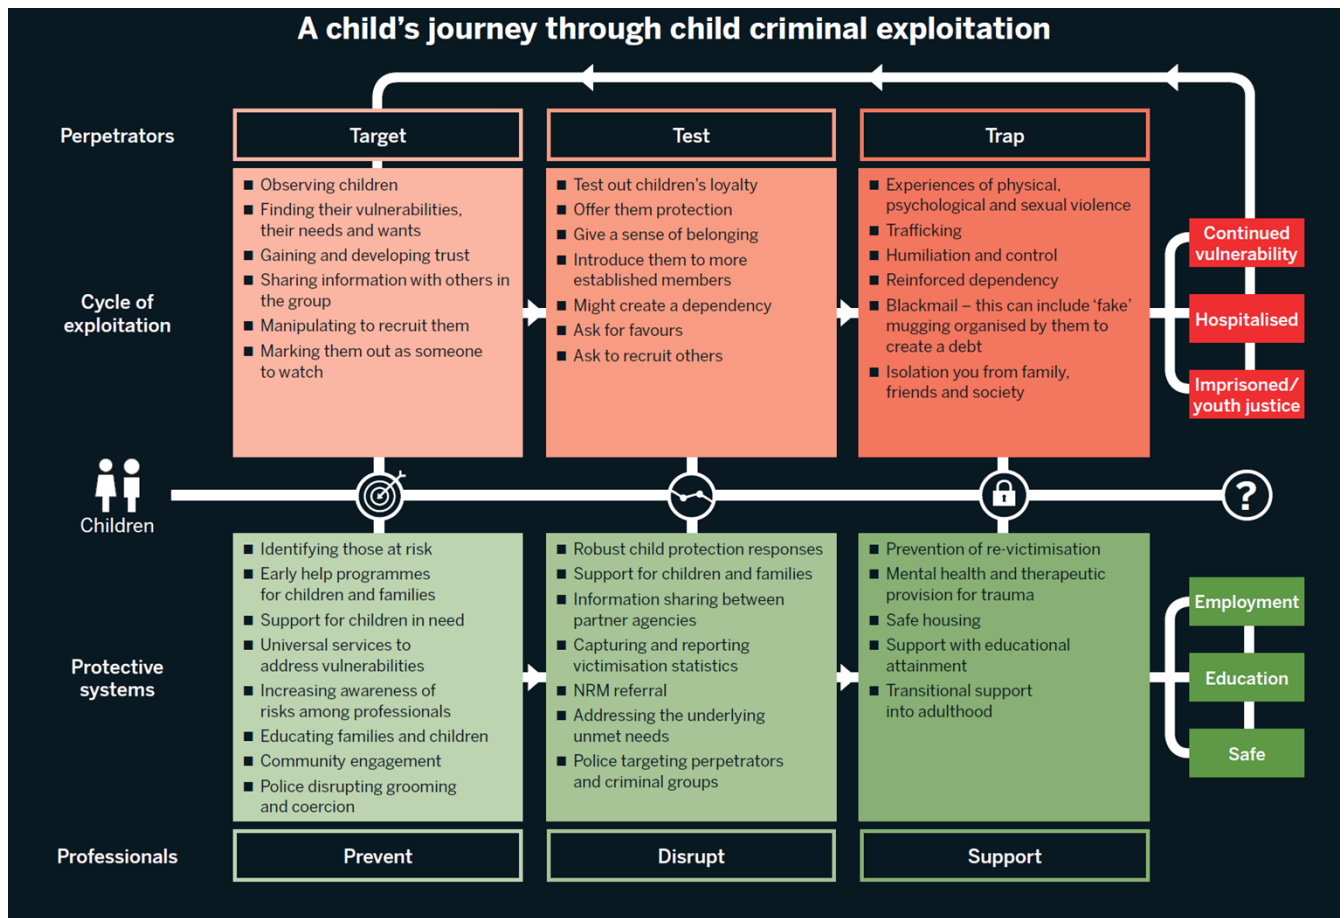 A child's journey through child criminal exploitation
Perpetrators
Target
Test
Trap
Cycle of
exploitation
■ Observing children
■ Finding their vulnerabilities,
their needs and wants
■ Gaining and developing trust
■ Sharing information with others in
the group
■ Manipulating to recruit them
■ Marking them out as someone
to watch
■ Test out children's loyalty
■ Offer them protection
■ Give a sense of belonging
■ Introduce them to more
established members
■ Might create a dependency
■ Ask for favours
■ Ask to recruit others
■ Experiences of physical,
psychological and sexual violence
■ Trafficking
■ Humiliation and control
■ Reinforced dependency
■ Blackmail – this can include ‘fake’
mugging organised by them to
create a debt
■ Isolation you from family,
friends and society
Continued
vulnerability
Hospitalised
Imprisoned/
youth justice
Children
?
Protective
systems
■ Identifying those at risk
■ Early help programmes
for children and families
■ Support for children in need
■ Universal services to
address vulnerabilities
■ Increasing awareness of
risks among professionals
■ Educating families and children
■ Community engagement
■ Police disrupting grooming
and coercion
■ Robust child protection responses
■ Support for children and families
■ Information sharing between
partner agencies
■ Capturing and reporting
victimisation statistics
■ NRM referral
■ Addressing the underlying
unmet needs
■ Police targeting perpetrators
and criminal groups
■ Prevention of re-victimisation
■ Mental health and therapeutic
provision for trauma
■ Safe housing
■ Support with educational
attainment
■ Transitional support
into adulthood
Employment
Education
Safe
Professionals
Prevent
Disrupt
Support